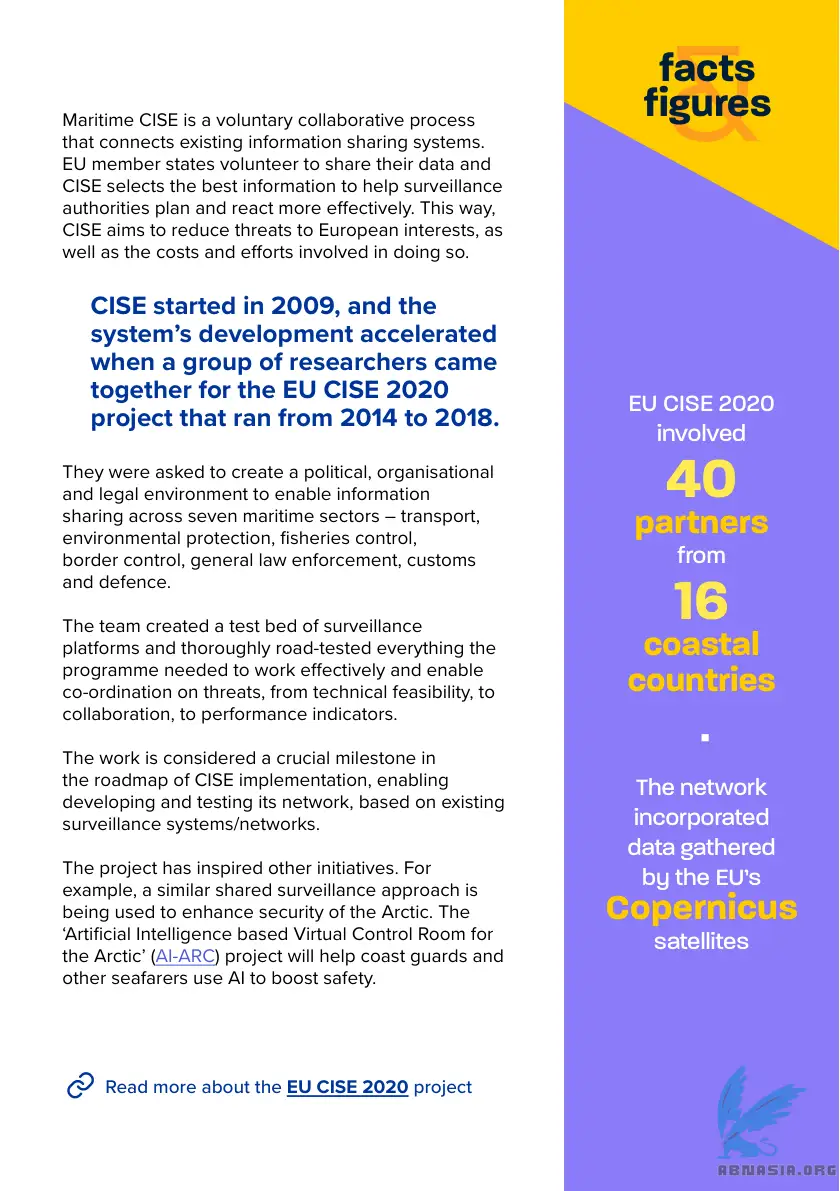 Maritime CISE is a voluntary collaborative process
that connects existing information sharing systems.
EU member states volunteer to share their data and
CISE selects the best information to help surveillance
authorities plan and react more effectively. This way,
CISE aims to reduce threats to European interests, as
well as the costs and efforts involved in doing so.
CISE started in 2009, and the
system’s development accelerated
when a group of researchers came
together for the EU CISE 2020
project that ran from 2014 to 2018.
They were asked to create a political, organisational
and legal environment to enable information
sharing across seven maritime sectors – transport,
environmental protection, fisheries control,
border control, general law enforcement, customs
and defence.
The team created a test bed of surveillance
platforms and thoroughly road-tested everything the
programme needed to work effectively and enable
co-ordination on threats, from technical feasibility, to
collaboration, to performance indicators.
The work is considered a crucial milestone in
the roadmap of CISE implementation, enabling
developing and testing its network, based on existing
surveillance systems/networks.
The project has inspired other initiatives. For
example, a similar shared surveillance approach is
being used to enhance security of the Arctic. The
‘Artificial Intelligence based Virtual Control Room for
the Arctic’ (AI-ARC) project will help coast guards and
other seafarers use AI to boost safety.
Read more about the EU CISE 2020 project
facts
&
figures
EU CISE 2020
involved
40
partners
from
16
coastal
countries
The network
incorporated
data gathered
by the EU’s
Copernicus
satellites
ABNASIA.ORG